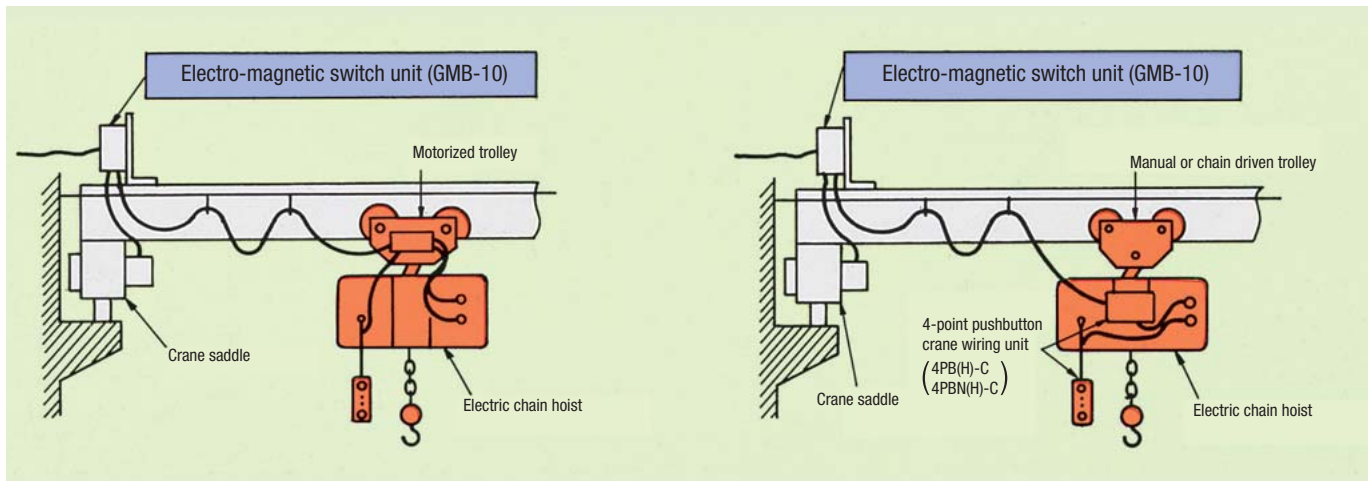 Electro-magnetic switch unit (GMB-10)
Motorized trolley
Crane saddle
Electric chain hoist
Electro-magnetic switch unit (GMB-10)
Manual or chain driven trolley
4-point pushbutton
crane wiring unit
(4PB(H)-C
4PBN(H)-C)
Crane saddle
Electric chain hoist